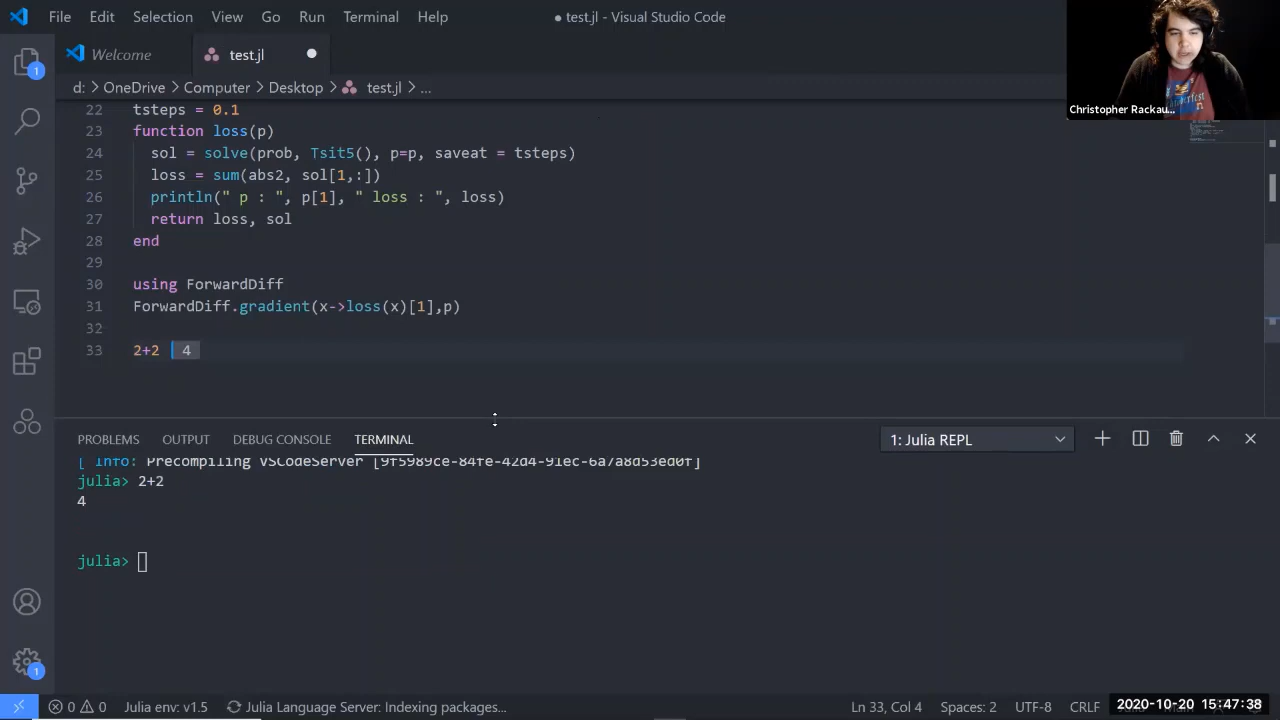 File Edit Selection View Go Run Terminal Help
● test.jl - Visual Studio Code
Welcome
test.jl
d: > OneDrive > Computer > Desktop > test.jl > ...
Christopher Rackau...
22 tsteps = 0.1
23 function loss(p)
24 sol = solve(prob, Tsit5(), p=p, saveat = tsteps)
25 loss = sum(abs2, sol[1,:])
26 println(" p : ", p[1], " loss : ", loss)
27 return loss, sol
28 end
29
30 using ForwardDiff
31 ForwardDiff.gradient(x->loss(x)[1],p)
32
33 2+2 4
PROBLEMS OUTPUT DEBUG CONSOLE TERMINAL 1: Julia REPL
[ Info: Precompiling VSCodeServer [9f5989ce-84fe-42d4-91ec-6a7a8d53ed0f]
julia> 2+2
4
julia>
1
1
0 0 Julia env: v1.5 Julia Language Server: Indexing packages... Ln 33, Col 4 Spaces: 2 UTF-8 CRLF 2020-10-20 15:47:38